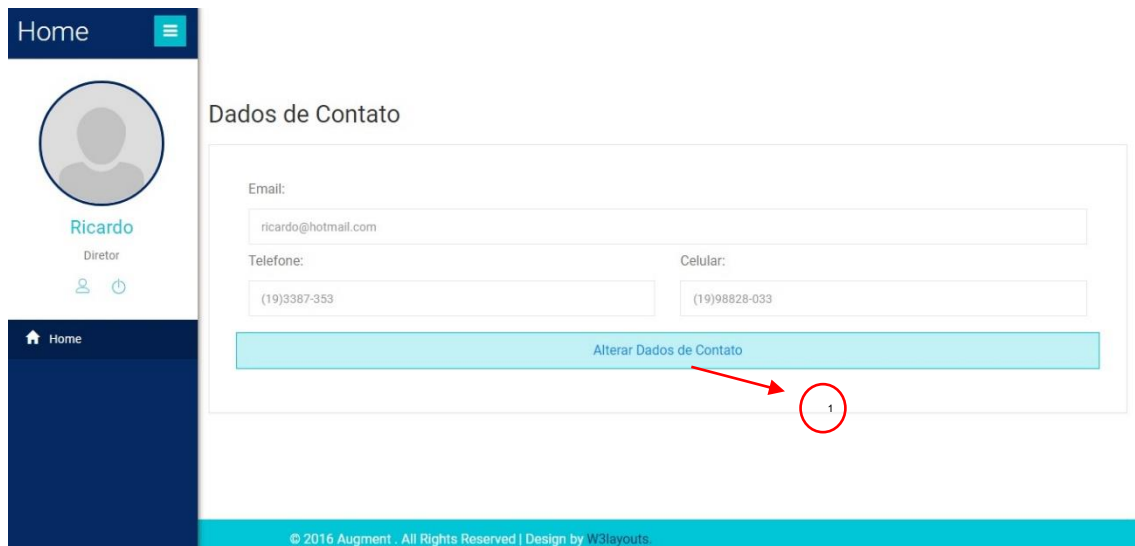 Home
Ricardo
Diretor
Home
Dados de Contato
Email:
ricardo@hotmail.com
Telefone: Celular:
(19)3387-353 (19)98828-033
Alterar Dados de Contato
1
© 2016 Augment . All Rights Reserved | Design by W3layouts.